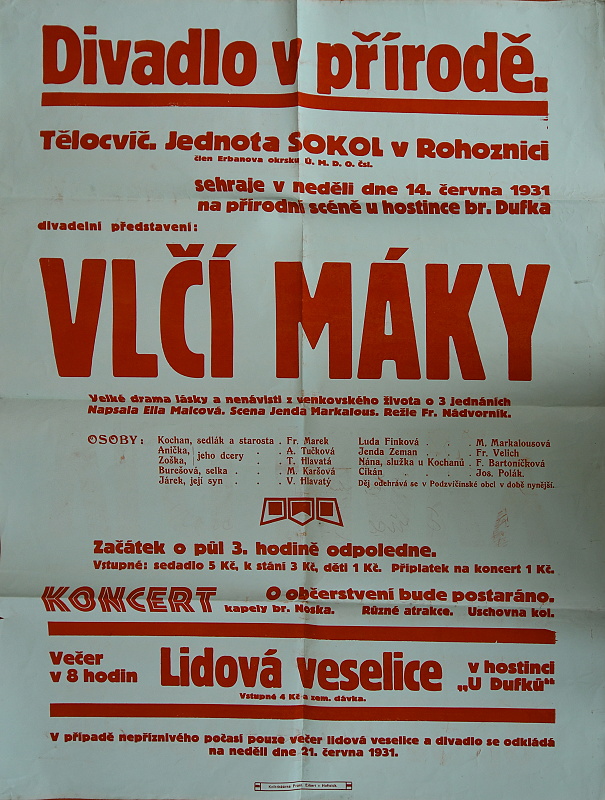 Divadlo v přírodě.
Tělocvič. Jednota SOKOL v Rohoznici
člen Erbanova okrsku Ú. M. D. O. Čsl.
sehraje v neděli dne 14. června 1931
na přírodní scéně u hostince br. Dufka
divadelní představení:
VLČÍ MÁKY
Velké drama lásky a nenávisti z venkovského života o 3 jednáních
Napsala Ella Malcová. Scena Jenda Markalous. Režie Fr. Nádvorník.
OSOBY:
Kochan, sedlák a starosta . Fr. Marek
Anička, jeho dcery . . A. Tučková
Zoška, . . T. Hlavatá
Burešová, selka . . M. Karšová
Járek, její syn . . V. Hlavatý
Luda Finková . . . M. Markalousová
Jenda Zeman . . . Fr. Velich
Nána, služka u Kochanů . F. Bartoníčková
Cikán . . . Jos. Polák.
Děj odehrává se v Podzvičinské obci v době nynější.
Začátek o půl 3. hodině odpoledne.
Vstupné: sedadlo 5 Kč, k stání 3 Kč, děti 1 Kč. Příplatek na koncert 1 Kč.
KONCERT
O občerstvení bude postaráno.
kapely br. Noska. Různé atrakce. Uschovna kol.
Večer
v 8 hodin
Lidová veselice
v hostinci
„U Dufků“
Vstupné 4 Kč a zem. dávka.
V případě nepříznivého počasí pouze večer lidová veselice a divadlo se odkládá
na neděli dne 21. června 1931.